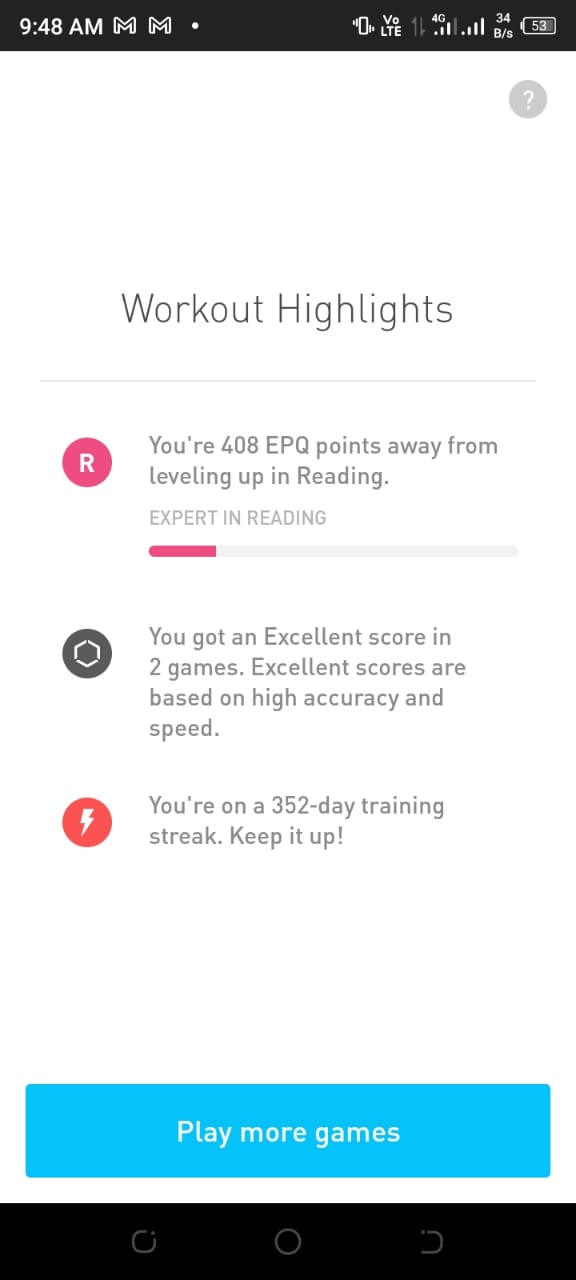 9:48 AM
Vo LTE 4G 34 B/s 53
?
Workout Highlights
R
You're 408 EPQ points away from
leveling up in Reading.
EXPERT IN READING
You got an Excellent score in
2 games. Excellent scores are
based on high accuracy and
speed.
You're on a 352-day training
streak. Keep it up!
Play more games